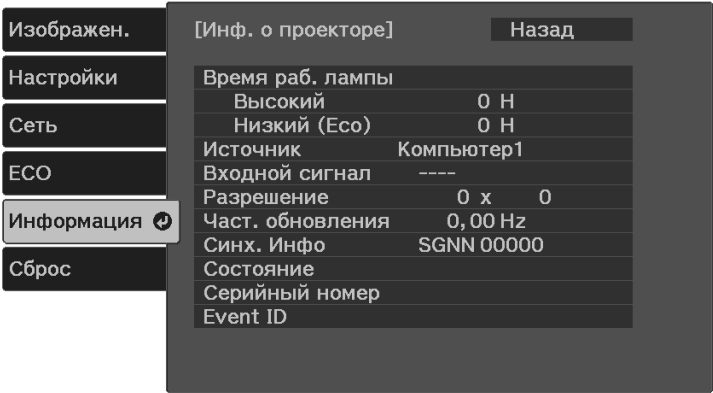 Изображен.
Настройки
Сеть
ECO
Информация
Сброс
[Инф. о проекторе] Назад
Время раб. лампы
Высокий 0 H
Низкий (Eco) 0 H
Источник Компьютер1
Входной сигнал ----
Разрешение 0 x 0
Част. обновления 0,00 Hz
Синх. Инфо SGNN 00000
Состояние
Серийный номер
Event ID